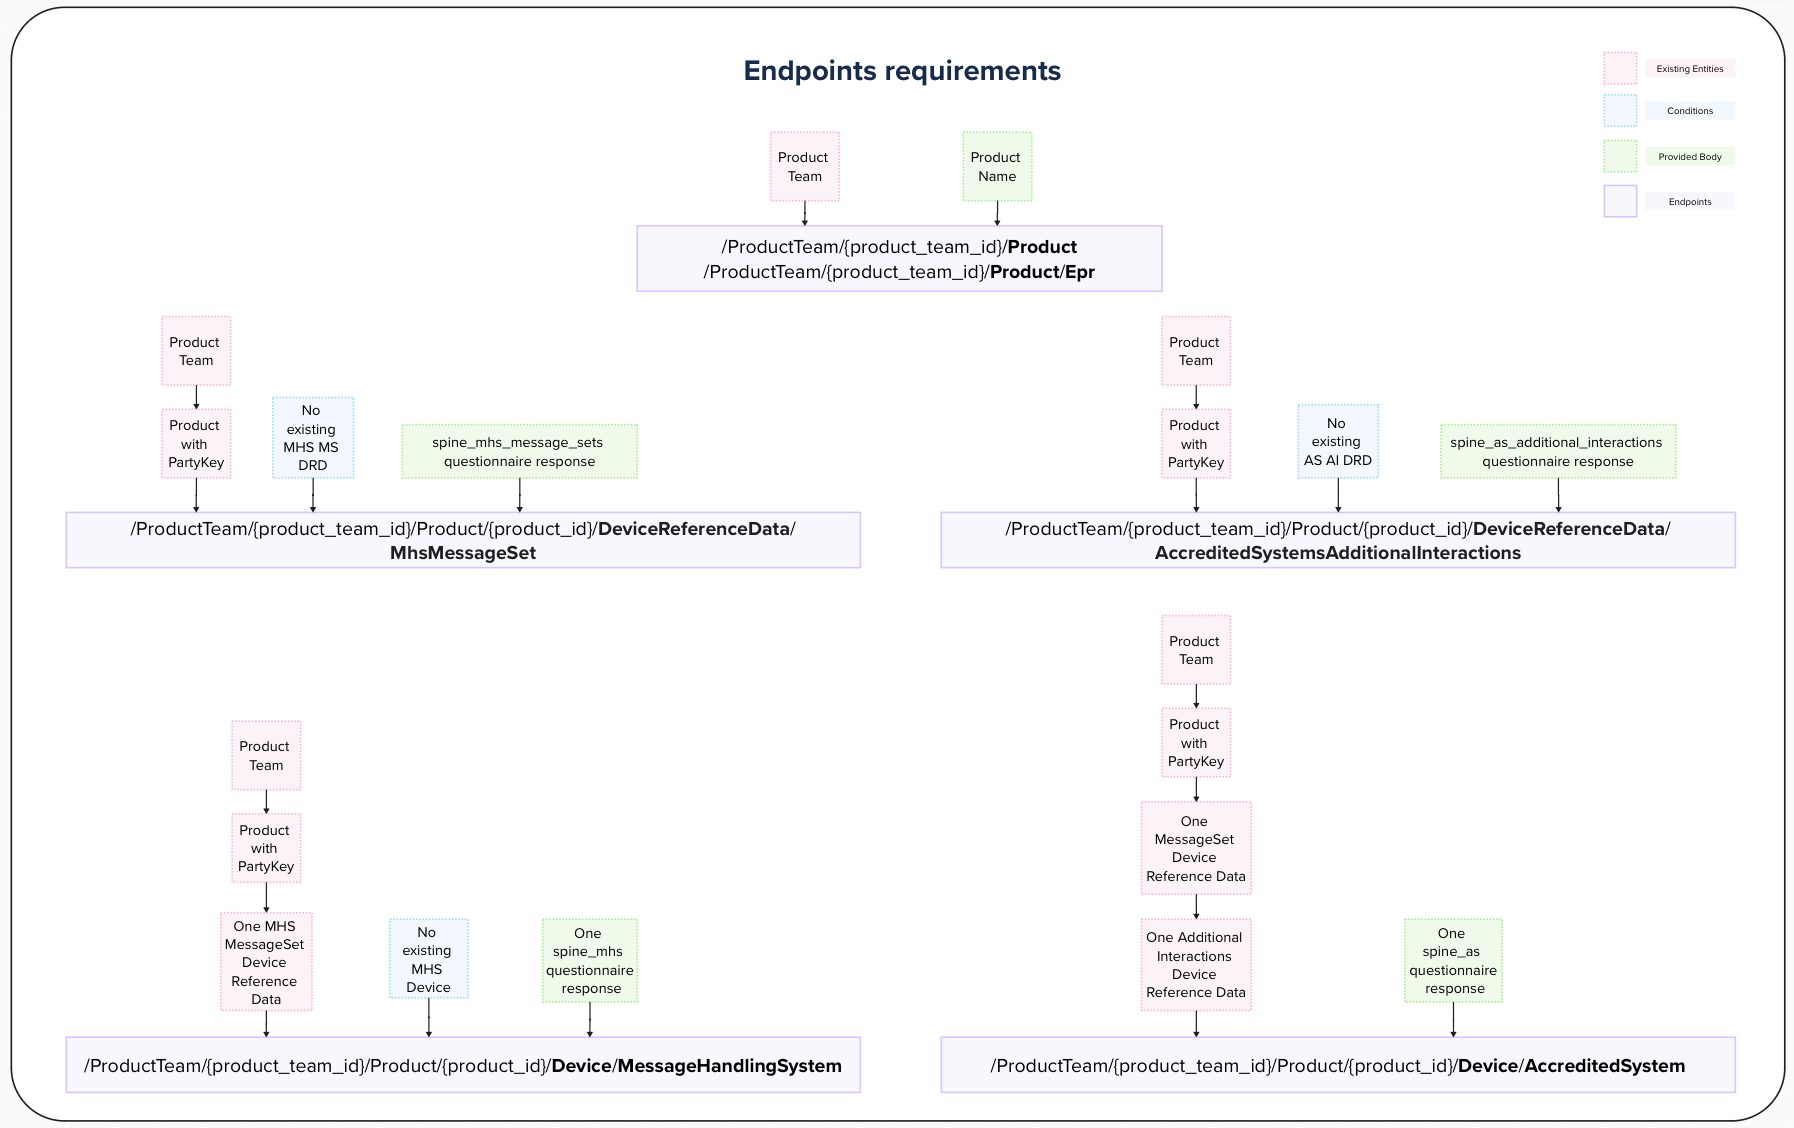 Endpoints requirements
Existing Entities
Conditions
Provided Body
Endpoints
Product
Team
Product
Name
/ProductTeam/{product_team_id}/Product
/ProductTeam/{product_team_id}/Product/Epr
Product
Team
Product
with
PartyKey
No
existing
MHS MS
DRD
spine_mhs_message_sets
questionnaire response
/ProductTeam/{product_team_id}/Product/{product_id}/DeviceReferenceData/
MhsMessageSet
Product
Team
Product
with
PartyKey
No
existing
AS AI DRD
spine_as_additional_interactions
questionnaire response
/ProductTeam/{product_team_id}/Product/{product_id}/DeviceReferenceData/
AccreditedSystemsAdditionalInteractions
Product
Team
Product
with
PartyKey
One MHS
MessageSet
Device
Reference
Data
No
existing
MHS
Device
One
spine_mhs
questionnaire
response
/ProductTeam/{product_team_id}/Product/{product_id}/Device/MessageHandlingSystem
Product
Team
Product
with
PartyKey
One
MessageSet
Device
Reference Data
One Additional
Interactions
Device
Reference Data
One
spine_as
questionnaire
response
/ProductTeam/{product_team_id}/Product/{product_id}/Device/AccreditedSystem